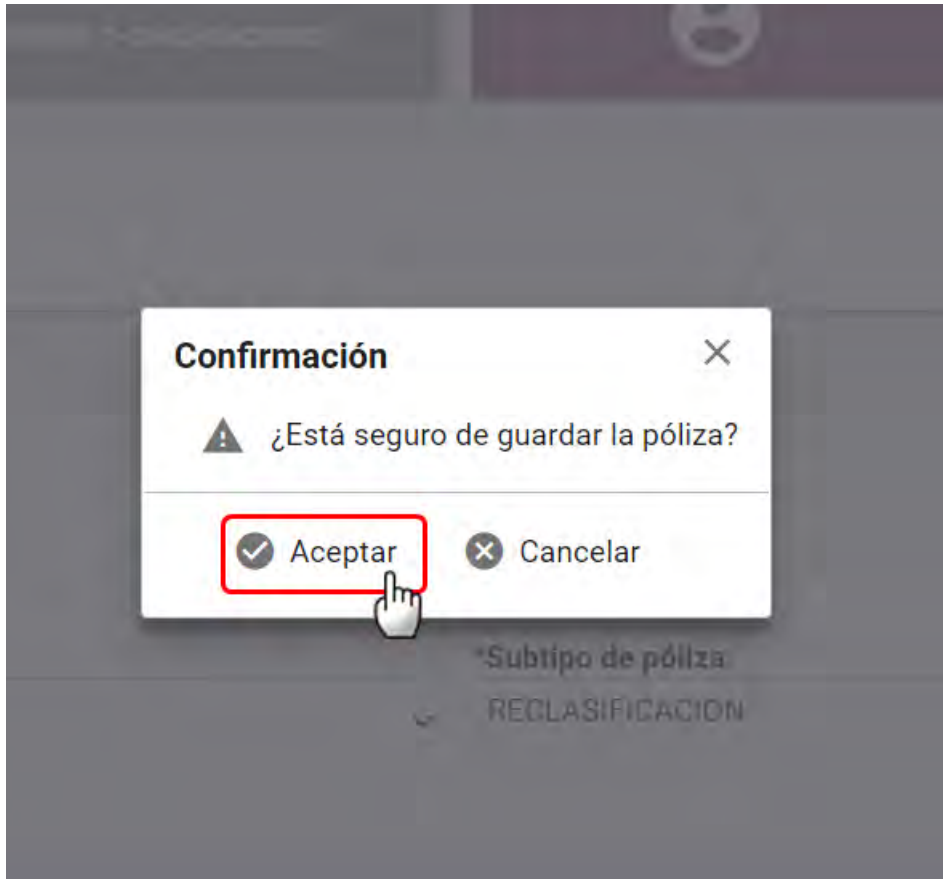 Confirmación
¿Está seguro de guardar la póliza?
Aceptar
Cancelar
*Subtipo de póliza:
RECLASIFICACION